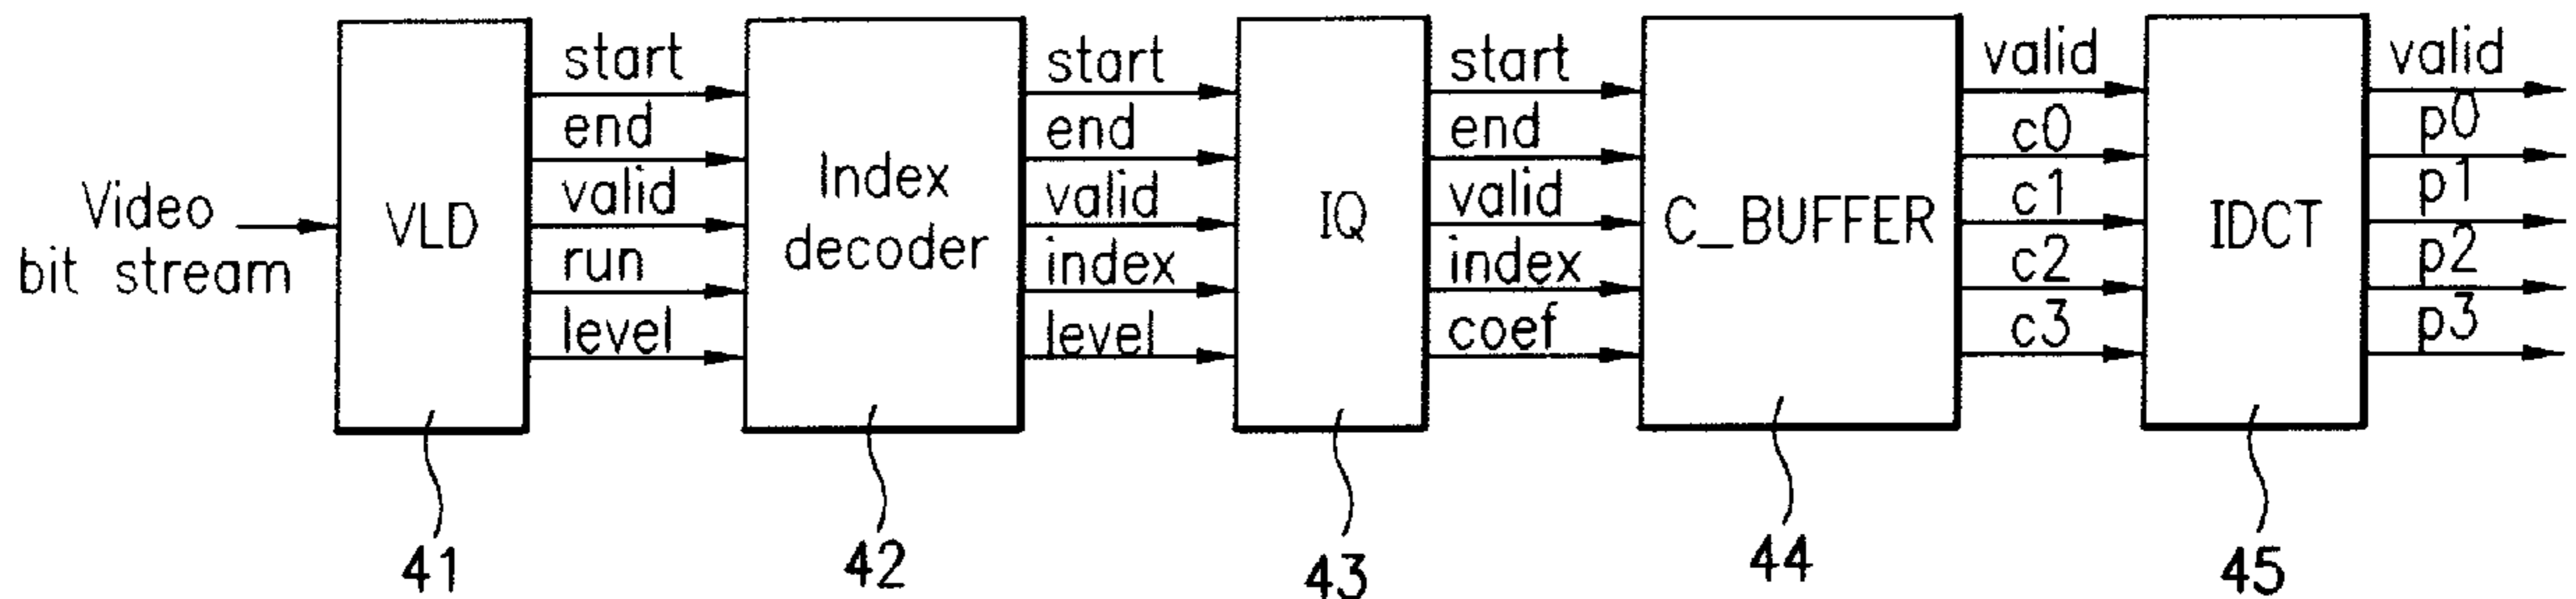 Video
bit stream
VLD
start
end
valid
run
level
Index
decoder
start
end
valid
index
level
IQ
start
end
valid
index
coef
C_BUFFER
valid
c0
c1
c2
c3
IDCT
valid
p0
p1
p2
p3
41
42
43
44
45